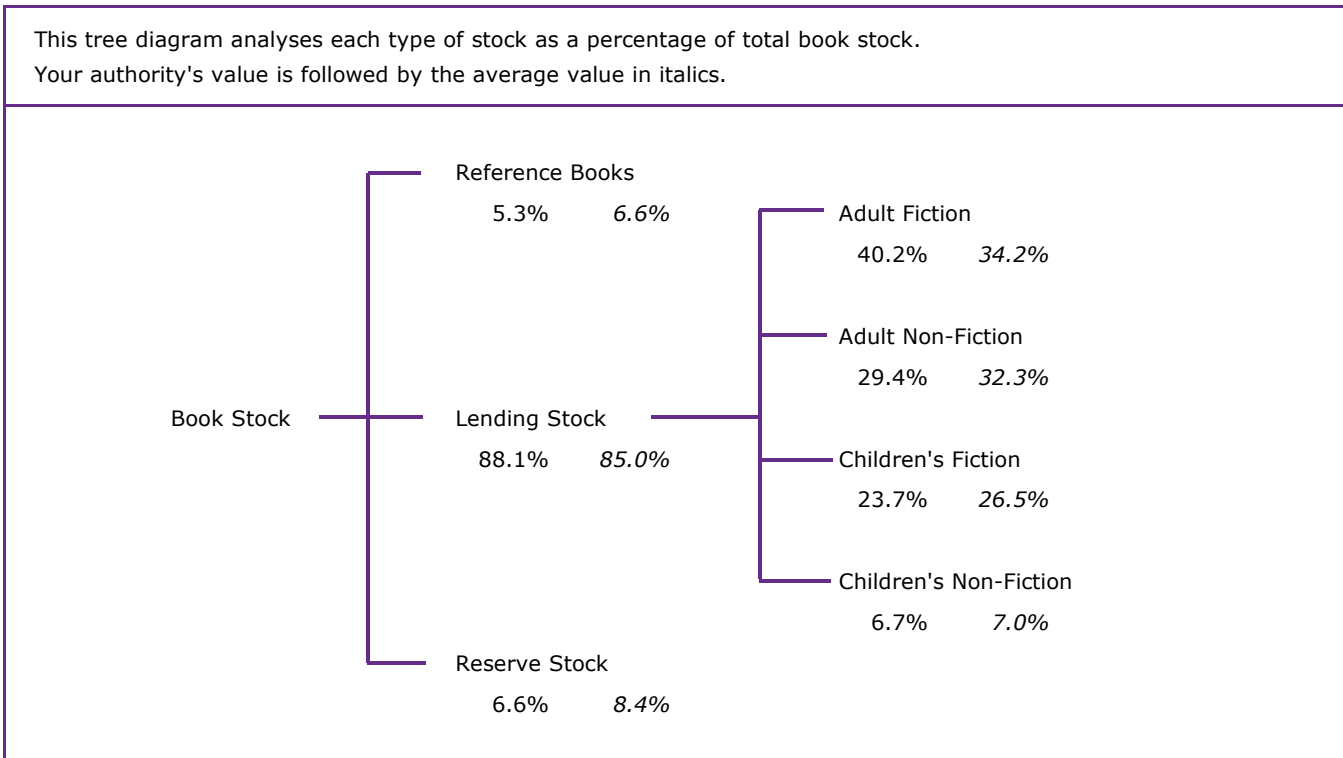 This tree diagram analyses each type of stock as a percentage of total book stock.
Your authority's value is followed by the average value in italics.
Reference Books
5.3% 6.6%
Adult Fiction
40.2% 34.2%
Adult Non-Fiction
29.4% 32.3%
Book Stock
Lending Stock
88.1% 85.0%
Children's Fiction
23.7% 26.5%
Children's Non-Fiction
6.7% 7.0%
Reserve Stock
6.6% 8.4%